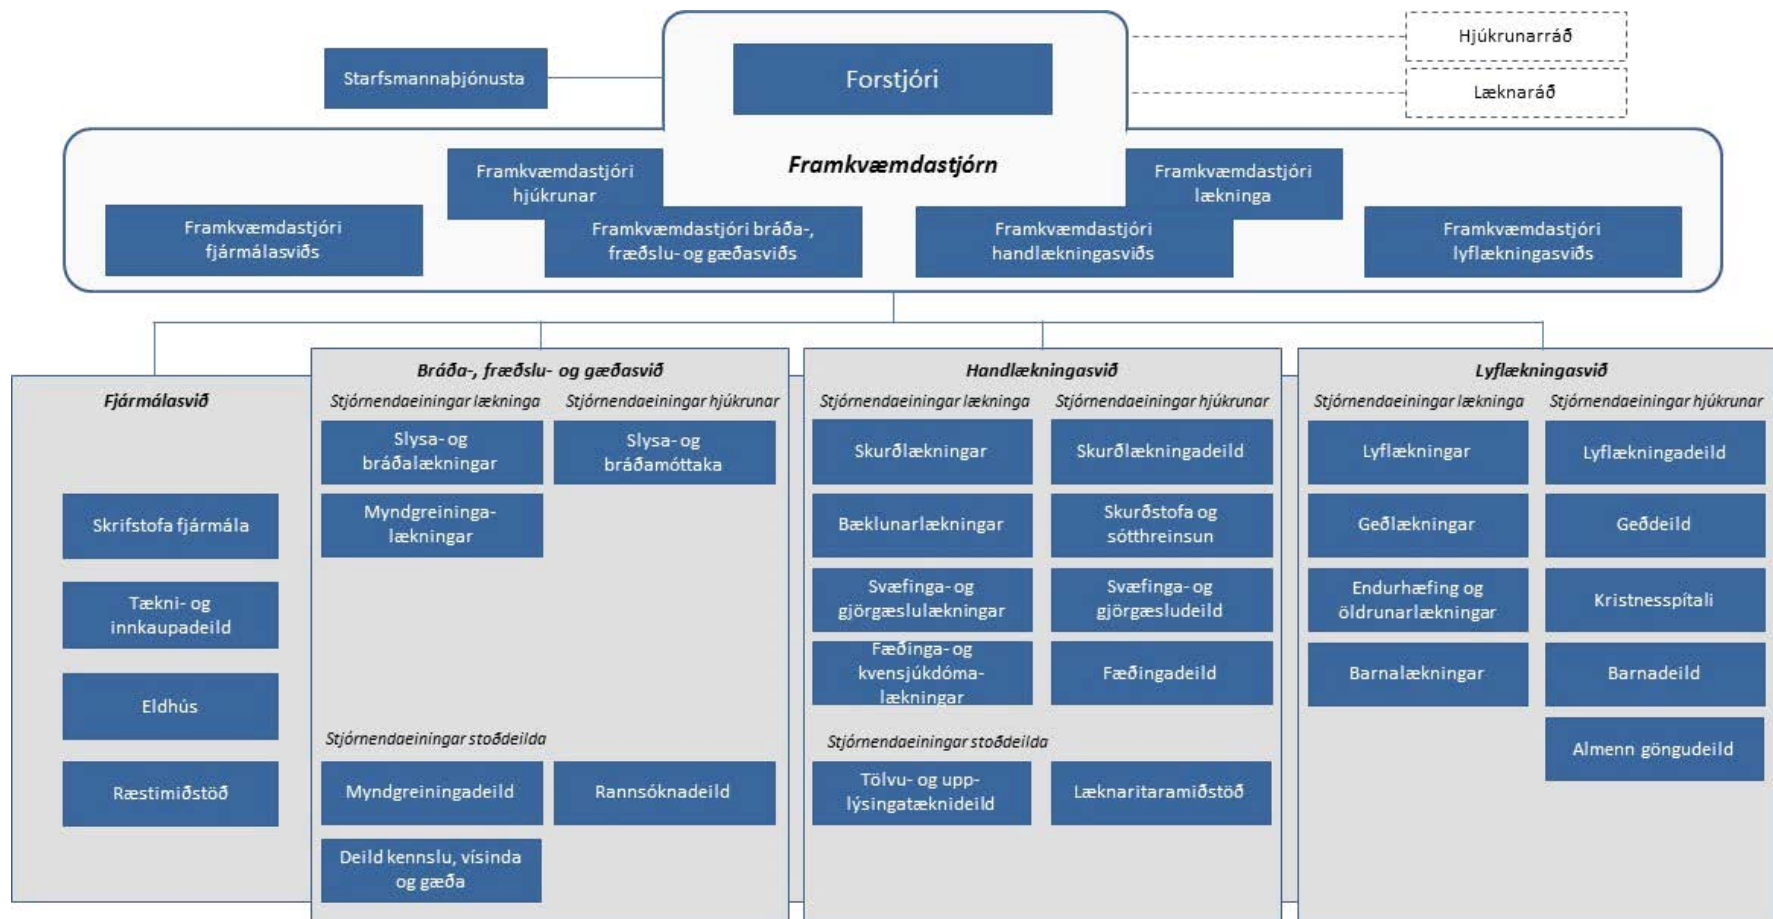 Hjúkrunarráð
Starfsmannaþjónusta
Forstjóri
Læknaráð
Framkvæmdastjórn
Framkvæmdastjóri
hjúkrunar
Framkvæmdastjóri
lækninga
Framkvæmdastjóri
fjármálasviðs
Framkvæmdastjóri bráða-,
fræðslu- og gæðasviðs
Framkvæmdastjóri
handlækningasviðs
Framkvæmdastjóri
lyflækningasviðs
Fjármálasvið
Skrifstofa fjármála
Tækni- og
innkaupadeild
Eldhús
Ræstimiðstöð
Bráða-, fræðslu- og gæðasvið
Stjórnendaeiningar lækninga
Stjórnendaeiningar hjúkrunar
Slysa- og
bráðalækningar
Slysa- og
bráðamóttaka
Myndgreininga-
lækningar
Stjórnendaeiningar stoðdeilda
Myndgreiningadeild
Rannsóknadeild
Deild kennslu, vísinda
og gæða
Handlækningasvið
Stjórnendaeiningar lækninga
Stjórnendaeiningar hjúkrunar
Skurðlækningar
Skurðlækningadeild
Bæklunarlækningar
Skurðstofa og
sótthreinsun
Svæfinga- og
gjörgæslulækningar
Svæfinga- og
gjörgæsludeild
Fæðinga- og
kvensjúkdóma-
lækningar
Fæðingadeild
Stjórnendaeiningar stoðdeilda
Tölvu- og upp-
lýsingatæknideild
Læknaritaramiðstöð
Lyflækningasvið
Stjórnendaeiningar lækninga
Stjórnendaeiningar hjúkrunar
Lyflækningar
Lyflækningadeild
Geðlækningar
Geðdeild
Endurhæfing og
öldrunarlækningar
Kristnesspítali
Barnalækningar
Barnadeild
Almenn göngudeild